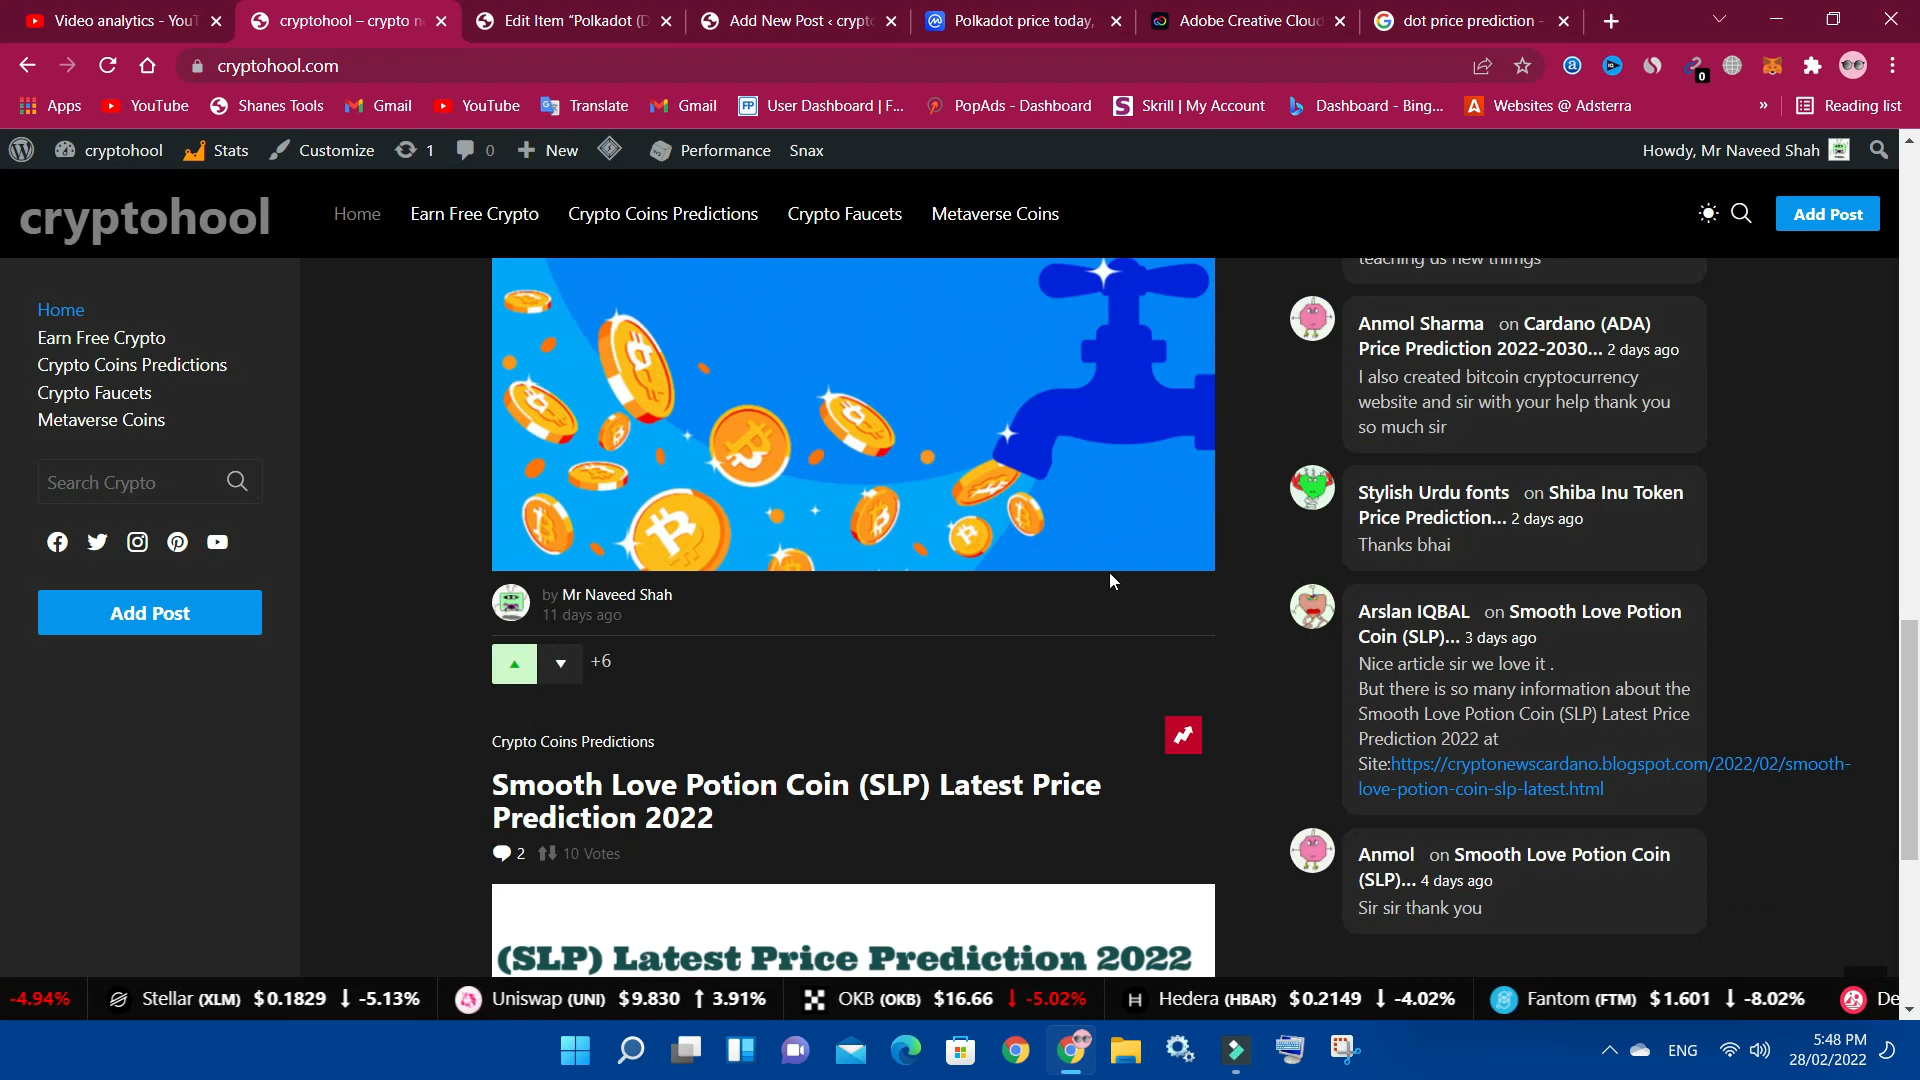 Video analytics - YouT
cryptohool – crypto n
Edit Item “Polkadot (D
Add New Post ‹ crypt
Polkadot price today,
Adobe Creative Cloud
dot price prediction -
cryptohool.com
0
Apps
YouTube
Shanes Tools
Gmail
YouTube
Translate
Gmail
User Dashboard | F...
PopAds - Dashboard
Skrill | My Account
Dashboard - Bing...
Websites @ Adsterra
»
Reading list
cryptohool
Stats
Customize
1
0
New
Performance
Snax
Howdy, Mr Naveed Shah
cryptohool
Home
Earn Free Crypto
Crypto Coins Predictions
Crypto Faucets
Metaverse Coins
Add Post
Home
Earn Free Crypto
Crypto Coins Predictions
Crypto Faucets
Metaverse Coins
Search Crypto
Add Post
by Mr Naveed Shah
11 days ago
+6
Crypto Coins Predictions
Smooth Love Potion Coin (SLP) Latest Price
Prediction 2022
2
10 Votes
(SLP) Latest Price Prediction 2022
teaching us new things
Anmol Sharma on Cardano (ADA)
Price Prediction 2022-2030... 2 days ago
I also created bitcoin cryptocurrency
website and sir with your help thank you
so much sir
Stylish Urdu fonts on Shiba Inu Token
Price Prediction... 2 days ago
Thanks bhai
Arslan IQBAL on Smooth Love Potion
Coin (SLP)... 3 days ago
Nice article sir we love it .
But there is so many information about the
Smooth Love Potion Coin (SLP) Latest Price
Prediction 2022 at
Site:https://cryptonewscardano.blogspot.com/2022/02/smooth-
love-potion-coin-slp-latest.html
Anmol on Smooth Love Potion Coin
(SLP)... 4 days ago
Sir sir thank you
-4.94%
Stellar (XLM) $0.1829 ↓ -5.13%
Uniswap (UNI) $9.830 ↑ 3.91%
OKB (OKB) $16.66 ↓ -5.02%
Hedera (HBAR) $0.2149 ↓ -4.02%
Fantom (FTM) $1.601 ↓ -8.02%
De
ENG
5:48 PM
28/02/2022